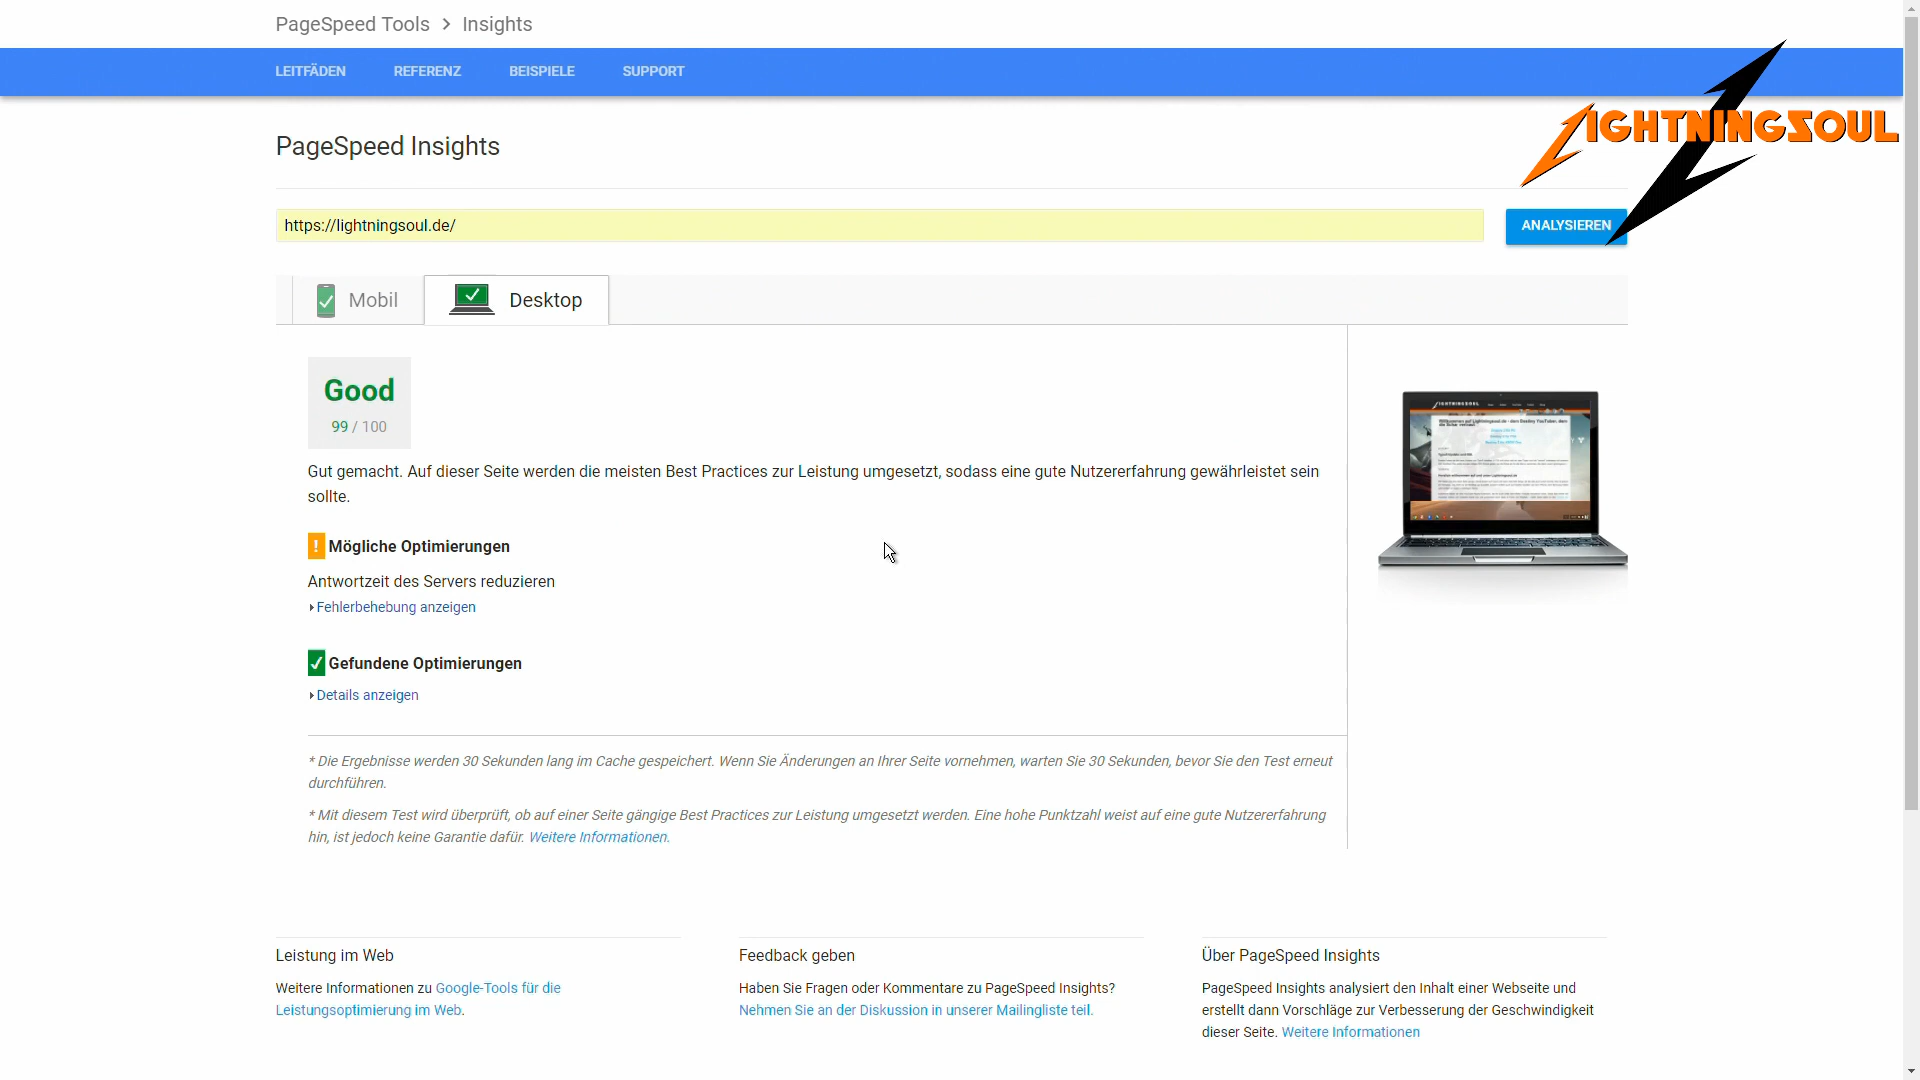 PageSpeed Tools > Insights
LEITFÄDEN REFERENZ BEISPIELE SUPPORT
LIGHTNINGSOUL
PageSpeed Insights
https://lightningsoul.de/
ANALYSIEREN
Mobil Desktop
Good
99 / 100
Gut gemacht. Auf dieser Seite werden die meisten Best Practices zur Leistung umgesetzt, sodass eine gute Nutzererfahrung gewährleistet sein
sollte.
! Mögliche Optimierungen
Antwortzeit des Servers reduzieren
Fehlerbehebung anzeigen
Gefundene Optimierungen
Details anzeigen
* Die Ergebnisse werden 30 Sekunden lang im Cache gespeichert. Wenn Sie Änderungen an Ihrer Seite vornehmen, warten Sie 30 Sekunden, bevor Sie den Test erneut
durchführen.
* Mit diesem Test wird überprüft, ob auf einer Seite gängige Best Practices zur Leistung umgesetzt werden. Eine hohe Punktzahl weist auf eine gute Nutzererfahrung
hin, ist jedoch keine Garantie dafür. Weitere Informationen.
Leistung im Web
Weitere Informationen zu Google-Tools für die
Leistungsoptimierung im Web.
Feedback geben
Haben Sie Fragen oder Kommentare zu PageSpeed Insights?
Nehmen Sie an der Diskussion in unserer Mailingliste teil.
Über PageSpeed Insights
PageSpeed Insights analysiert den Inhalt einer Webseite und
erstellt dann Vorschläge zur Verbesserung der Geschwindigkeit
dieser Seite. Weitere Informationen